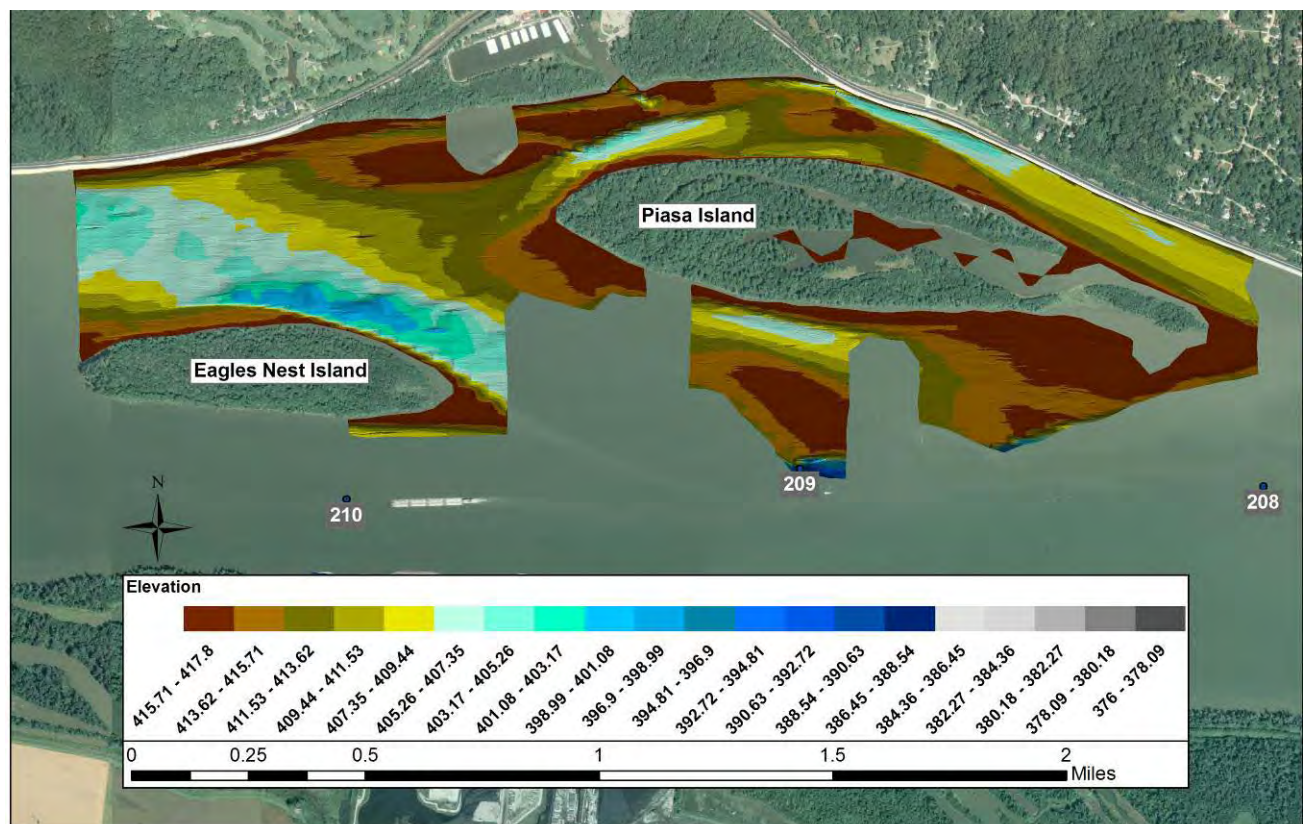 Piasa Island
Eagles Nest Island
N
209
208
210
Elevation
415.71 - 417.8
413.62 - 415.71
411.53 - 413.62
409.44 - 411.53
407.35 - 409.44
405.26 - 407.35
403.17 - 405.26
401.08 - 403.17
398.99 - 401.08
396.9 - 398.99
394.81 - 396.9
392.72 - 394.81
390.63 - 392.72
388.54 - 390.63
386.45 - 388.54
384.36 - 386.45
382.27 - 384.36
380.18 - 382.27
378.09 - 380.18
376 - 378.09
0 0.25 0.5 1 1.5 2
Miles